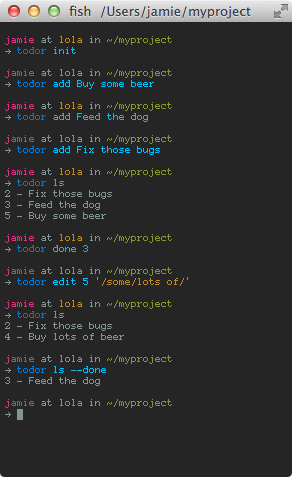 fish /Users/jamie/myproject
jamie at lola in ~/myproject
→ todor init
jamie at lola in ~/myproject
→ todor add Buy some beer
jamie at lola in ~/myproject
→ todor add Feed the dog
jamie at lola in ~/myproject
→ todor add Fix those bugs
jamie at lola in ~/myproject
→ todor ls
2 - Fix those bugs
3 - Feed the dog
5 - Buy some beer
jamie at lola in ~/myproject
→ todor done 3
jamie at lola in ~/myproject
→ todor edit 5 '/some/lots of/'
jamie at lola in ~/myproject
→ todor ls
2 - Fix those bugs
4 - Buy lots of beer
jamie at lola in ~/myproject
→ todor ls --done
3 - Feed the dog
jamie at lola in ~/myproject
→